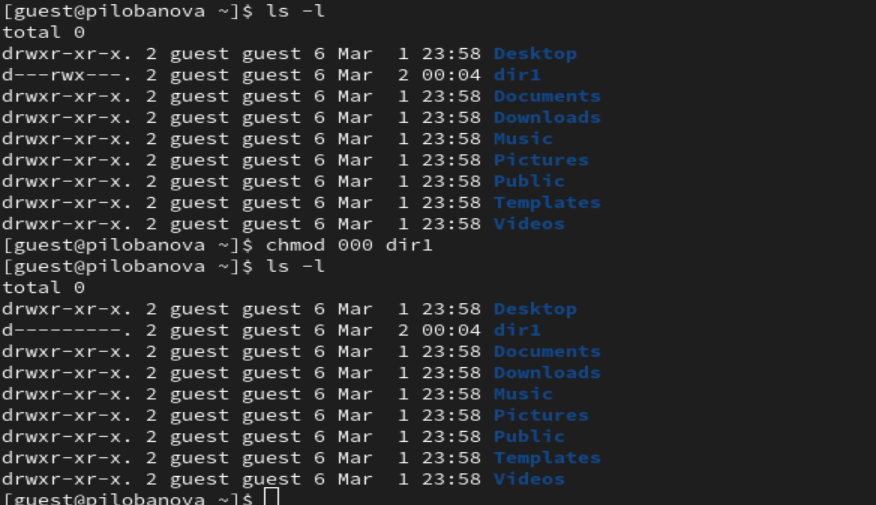 [guest@pilobanova ~]$ ls -l
total 0
drwxr-xr-x. 2 guest guest 6 Mar  1 23:58 Desktop
d---rwx---. 2 guest guest 6 Mar  2 00:04 dir1
drwxr-xr-x. 2 guest guest 6 Mar  1 23:58 Documents
drwxr-xr-x. 2 guest guest 6 Mar  1 23:58 Downloads
drwxr-xr-x. 2 guest guest 6 Mar  1 23:58 Music
drwxr-xr-x. 2 guest guest 6 Mar  1 23:58 Pictures
drwxr-xr-x. 2 guest guest 6 Mar  1 23:58 Public
drwxr-xr-x. 2 guest guest 6 Mar  1 23:58 Templates
drwxr-xr-x. 2 guest guest 6 Mar  1 23:58 Videos
[guest@pilobanova ~]$ chmod 000 dir1
[guest@pilobanova ~]$ ls -l
total 0
drwxr-xr-x. 2 guest guest 6 Mar  1 23:58 Desktop
d---------. 2 guest guest 6 Mar  2 00:04 dir1
drwxr-xr-x. 2 guest guest 6 Mar  1 23:58 Documents
drwxr-xr-x. 2 guest guest 6 Mar  1 23:58 Downloads
drwxr-xr-x. 2 guest guest 6 Mar  1 23:58 Music
drwxr-xr-x. 2 guest guest 6 Mar  1 23:58 Pictures
drwxr-xr-x. 2 guest guest 6 Mar  1 23:58 Public
drwxr-xr-x. 2 guest guest 6 Mar  1 23:58 Templates
drwxr-xr-x. 2 guest guest 6 Mar  1 23:58 Videos
[guest@pilobanova ~]$